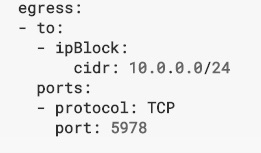 egress:
- to:
  - ipBlock:
      cidr: 10.0.0.0/24
  ports:
  - protocol: TCP
    port: 5978